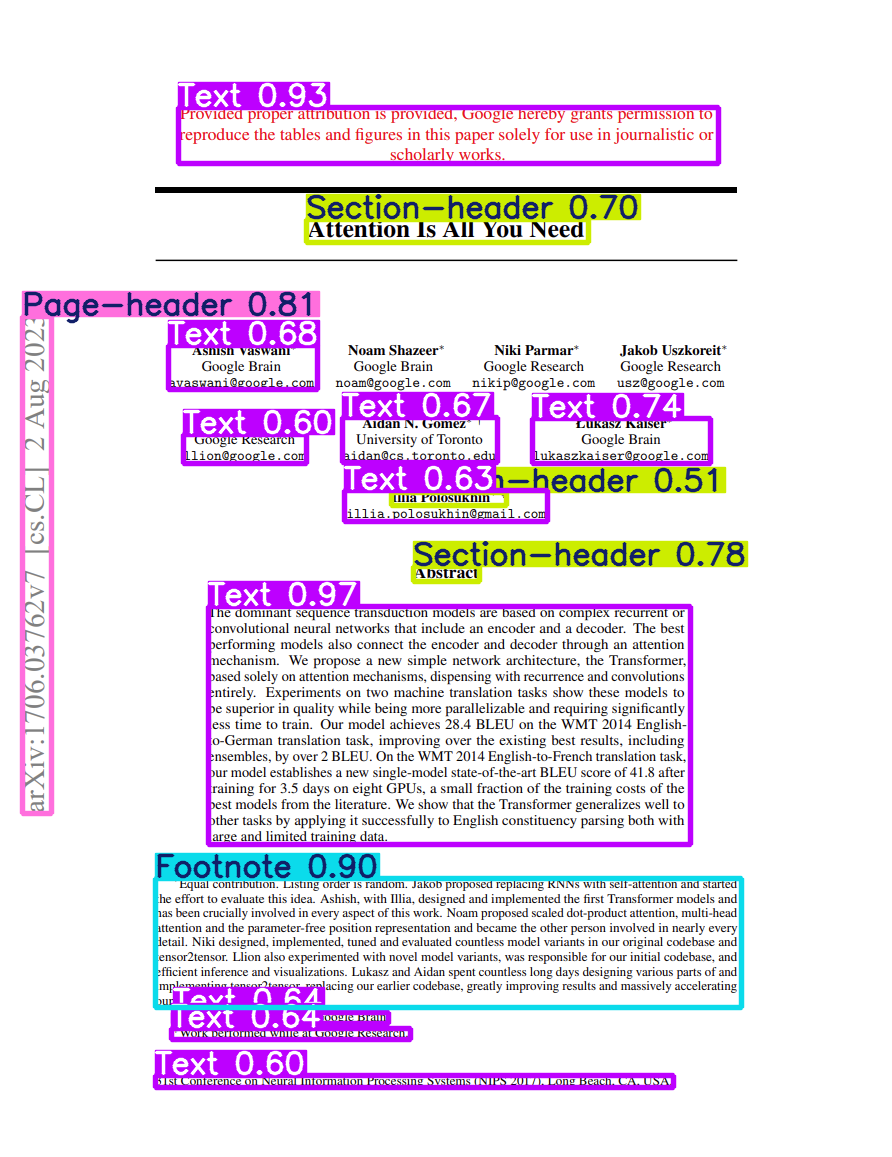 Text 0.93
Provided proper attribution is provided, Google hereby grants permission to
reproduce the tables and figures in this paper solely for use in journalistic or
scholarly works.
Section-header 0.70
Attention Is All You Need
Page-header 0.81
arXiv:1706.03762v7 [cs.CL] 2 Aug 2023
Text 0.68
Ashish Vaswani
Google Brain
avaswani@google.com
Noam Shazeer*
Google Brain
noam@google.com
Niki Parmar*
Google Research
nikip@google.com
Jakob Uszkoreit*
Google Research
usz@google.com
Text 0.60
Google Research
llion@google.com
Text 0.67
Aidan N. Gomez* †
University of Toronto
aidan@cs.toronto.edu
Text 0.74
Łukasz Kaiser
Google Brain
lukaszkaiser@google.com
Text 0.63
n-header 0.51
Illia Polosukhin
illia.polosukhin@gmail.com
Section-header 0.78
Abstract
Text 0.97
The dominant sequence transduction models are based on complex recurrent or
convolutional neural networks that include an encoder and a decoder. The best
performing models also connect the encoder and decoder through an attention
mechanism. We propose a new simple network architecture, the Transformer,
based solely on attention mechanisms, dispensing with recurrence and convolutions
entirely. Experiments on two machine translation tasks show these models to
be superior in quality while being more parallelizable and requiring significantly
less time to train. Our model achieves 28.4 BLEU on the WMT 2014 English-
to-German translation task, improving over the existing best results, including
ensembles, by over 2 BLEU. On the WMT 2014 English-to-French translation task,
our model establishes a new single-model state-of-the-art BLEU score of 41.8 after
training for 3.5 days on eight GPUs, a small fraction of the training costs of the
best models from the literature. We show that the Transformer generalizes well to
other tasks by applying it successfully to English constituency parsing both with
large and limited training data.
Footnote 0.90
Equal contribution. Listing order is random. Jakob proposed replacing RNNs with self-attention and started
the effort to evaluate this idea. Ashish, with Illia, designed and implemented the first Transformer models and
has been crucially involved in every aspect of this work. Noam proposed scaled dot-product attention, multi-head
attention and the parameter-free position representation and became the other person involved in nearly every
detail. Niki designed, implemented, tuned and evaluated countless model variants in our original codebase and
tensor2tensor. Llion also experimented with novel model variants, was responsible for our initial codebase, and
efficient inference and visualizations. Lukasz and Aidan spent countless long days designing various parts of and
implementing tensor2tensor, replacing our earlier codebase, greatly improving results and massively accelerating
our
Text 0.64
Text 0.64
Google Brain
Work performed while at Google Research
Text 0.60
31st Conference on Neural Information Processing Systems (NIPS 2017), Long Beach, CA, USA